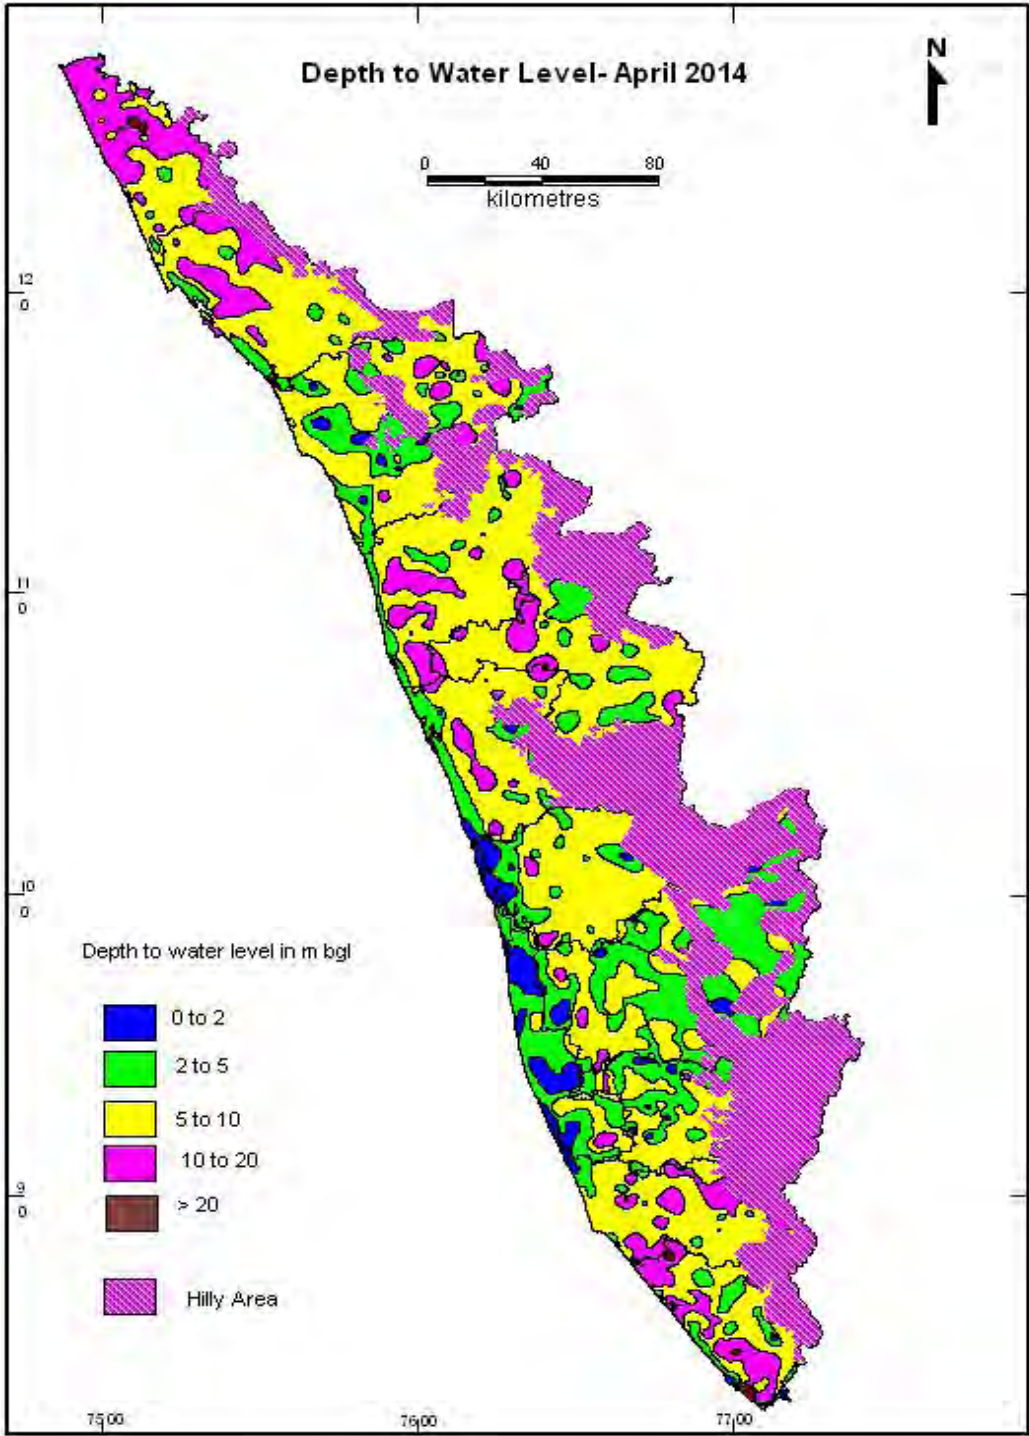 Depth to Water Level- April 2014
N
0 40 80
kilometres
12
0
11
0
10
0
9
0
Depth to water level in m bgl
0 to 2
2 to 5
5 to 10
10 to 20
> 20
Hilly Area
75 00
76 00
77 00